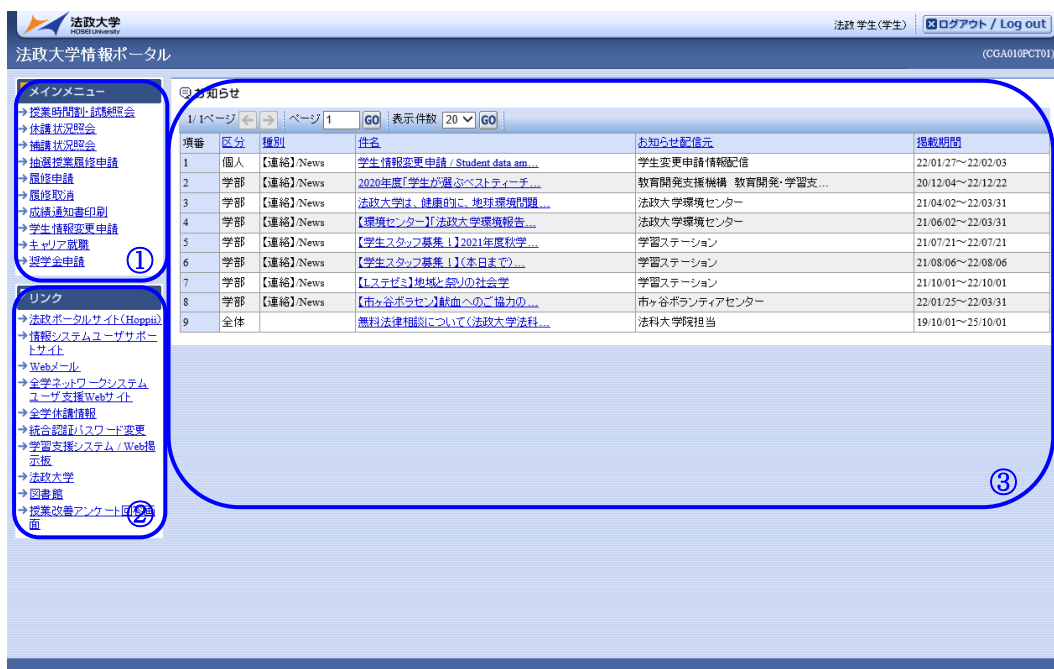 法政大学
HOSEI University
法政 学生(学生)
ログアウト / Log out
法政大学情報ポータル
(CGA010PCT01)
メインメニュー
授業時間割・試験照会
休講状況照会
補講状況照会
抽選授業履修申請
履修申請
履修取消
成績通知書印刷
学生情報変更申請
キャリア就職
奨学金申請
①
リンク
法政ポータルサイト(Hoppii)
情報システムユーザサポー
トサイト
Webメール
全学ネットワークシステム
ユーザ支援Webサイト
全学休講情報
統合認証パスワード変更
学習支援システム / Web掲
示板
法政大学
図書館
授業改善アンケート回答画
面
②
お知らせ
1/1ページ ページ 1 GO 表示件数 20 GO
項番 区分 種別 件名 お知らせ配信元 掲載期間
1 個人 【連絡】/News 学生情報変更申請 / Student data am... 学生変更申請情報配信 22/01/27～22/02/03
2 学部 【連絡】/News 2020年度「学生が選ぶベストティーチ... 教育開発支援機構 教育開発・学習支... 20/12/04～22/12/22
3 学部 【連絡】/News 法政大学は、健康的に、地球環境問題... 法政大学環境センター 21/04/02～22/03/31
4 学部 【連絡】/News 【環境センター】「法政大学環境報告... 法政大学環境センター 21/06/02～22/03/31
5 学部 【連絡】/News 【学生スタッフ募集！】2021年度秋学... 学習ステーション 21/07/21～22/07/21
6 学部 【連絡】/News 【学生スタッフ募集！】(本日まで)... 学習ステーション 21/08/06～22/08/06
7 学部 【連絡】/News 【Lステゼミ】地域と祭りの社会学 学習ステーション 21/10/01～22/10/01
8 学部 【連絡】/News 【市ヶ谷ボラセン】献血へのご協力の... 市ヶ谷ボランティアセンター 22/01/25～22/03/31
9 全体 無料法律相談について(法政大学法科... 法科大学院担当 19/10/01～25/10/01
③